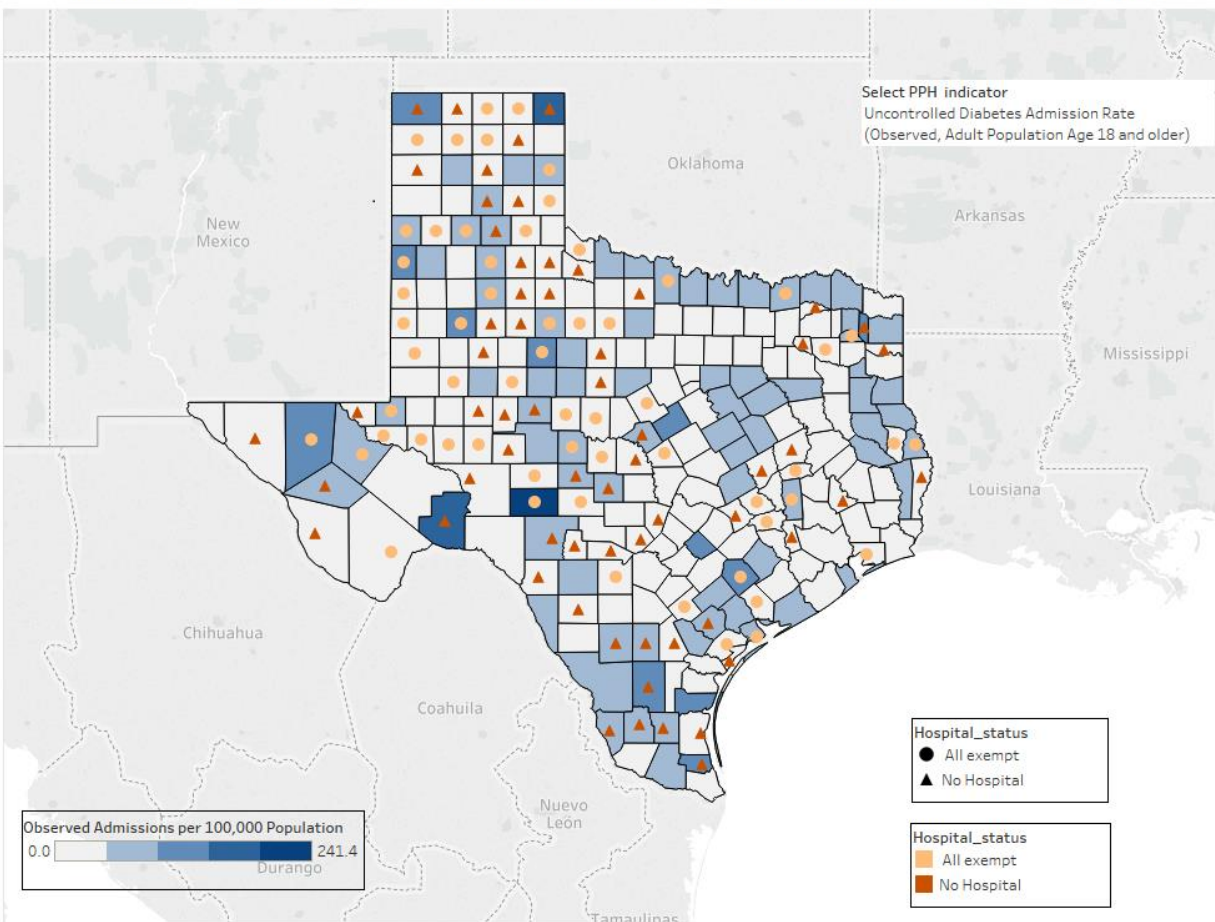 Select PPH indicator
Uncontrolled Diabetes Admission Rate
(Observed, Adult Population Age 18 and older)
Oklahoma
New
Mexico
Arkansas
Mississippi
Louisiana
Chihuahua
Coahuila
Nuevo
León
Hospital_status
All exempt
No Hospital
Observed Admissions per 100,000 Population
0.0 241.4
Durango
Hospital_status
All exempt
No Hospital
Tamaulipas